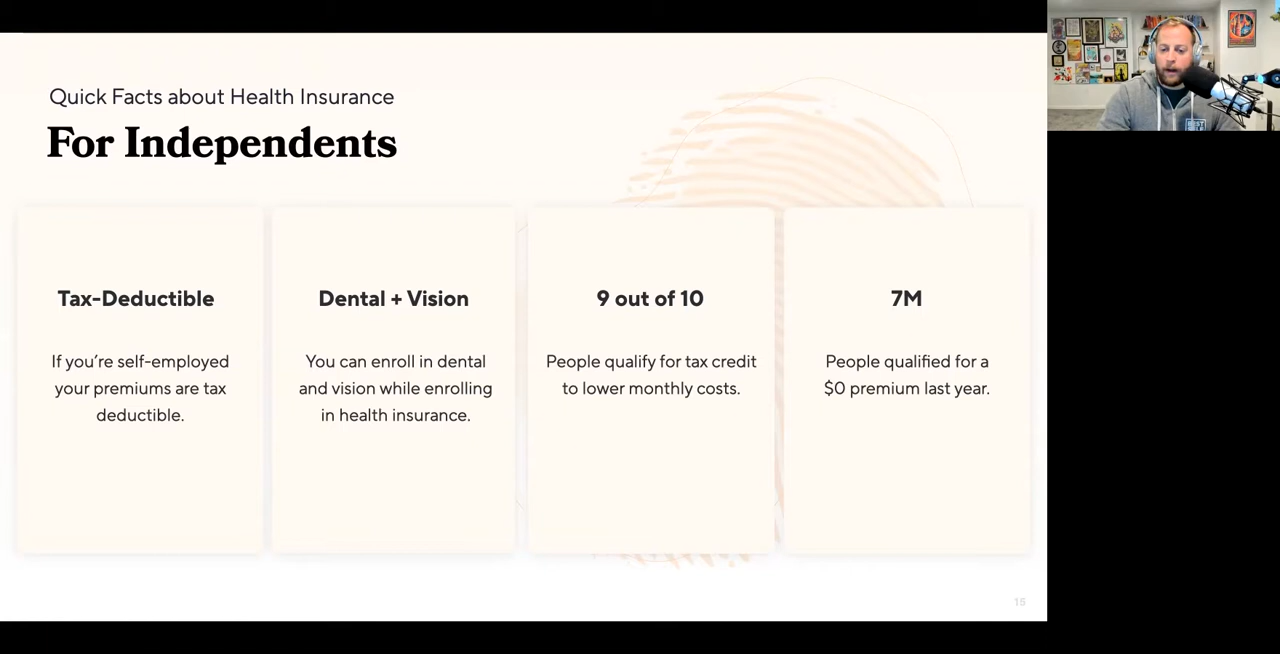 Quick Facts about Health Insurance
For Independents
Tax-Deductible
If you're self-employed
your premiums are tax
deductible.
Dental + Vision
You can enroll in dental
and vision while enrolling
in health insurance.
9 out of 10
People qualify for tax credit
to lower monthly costs.
7M
People qualified for a
$0 premium last year.
15